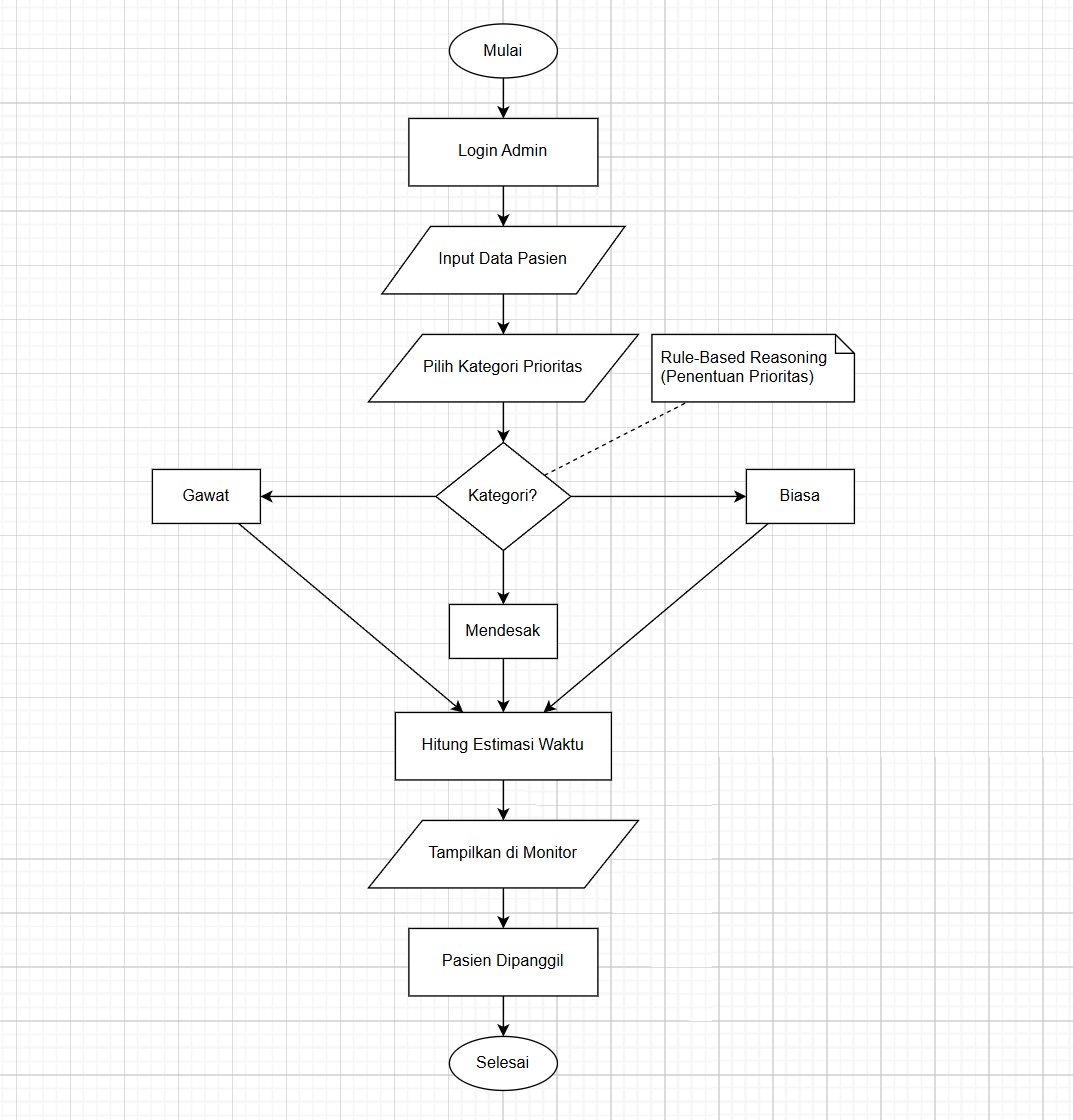 Mulai
Login Admin
Input Data Pasien
Pilih Kategori Prioritas
Rule-Based Reasoning
(Penentuan Prioritas)
Gawat
Kategori?
Biasa
Mendesak
Hitung Estimasi Waktu
Tampilkan di Monitor
Pasien Dipanggil
Selesai